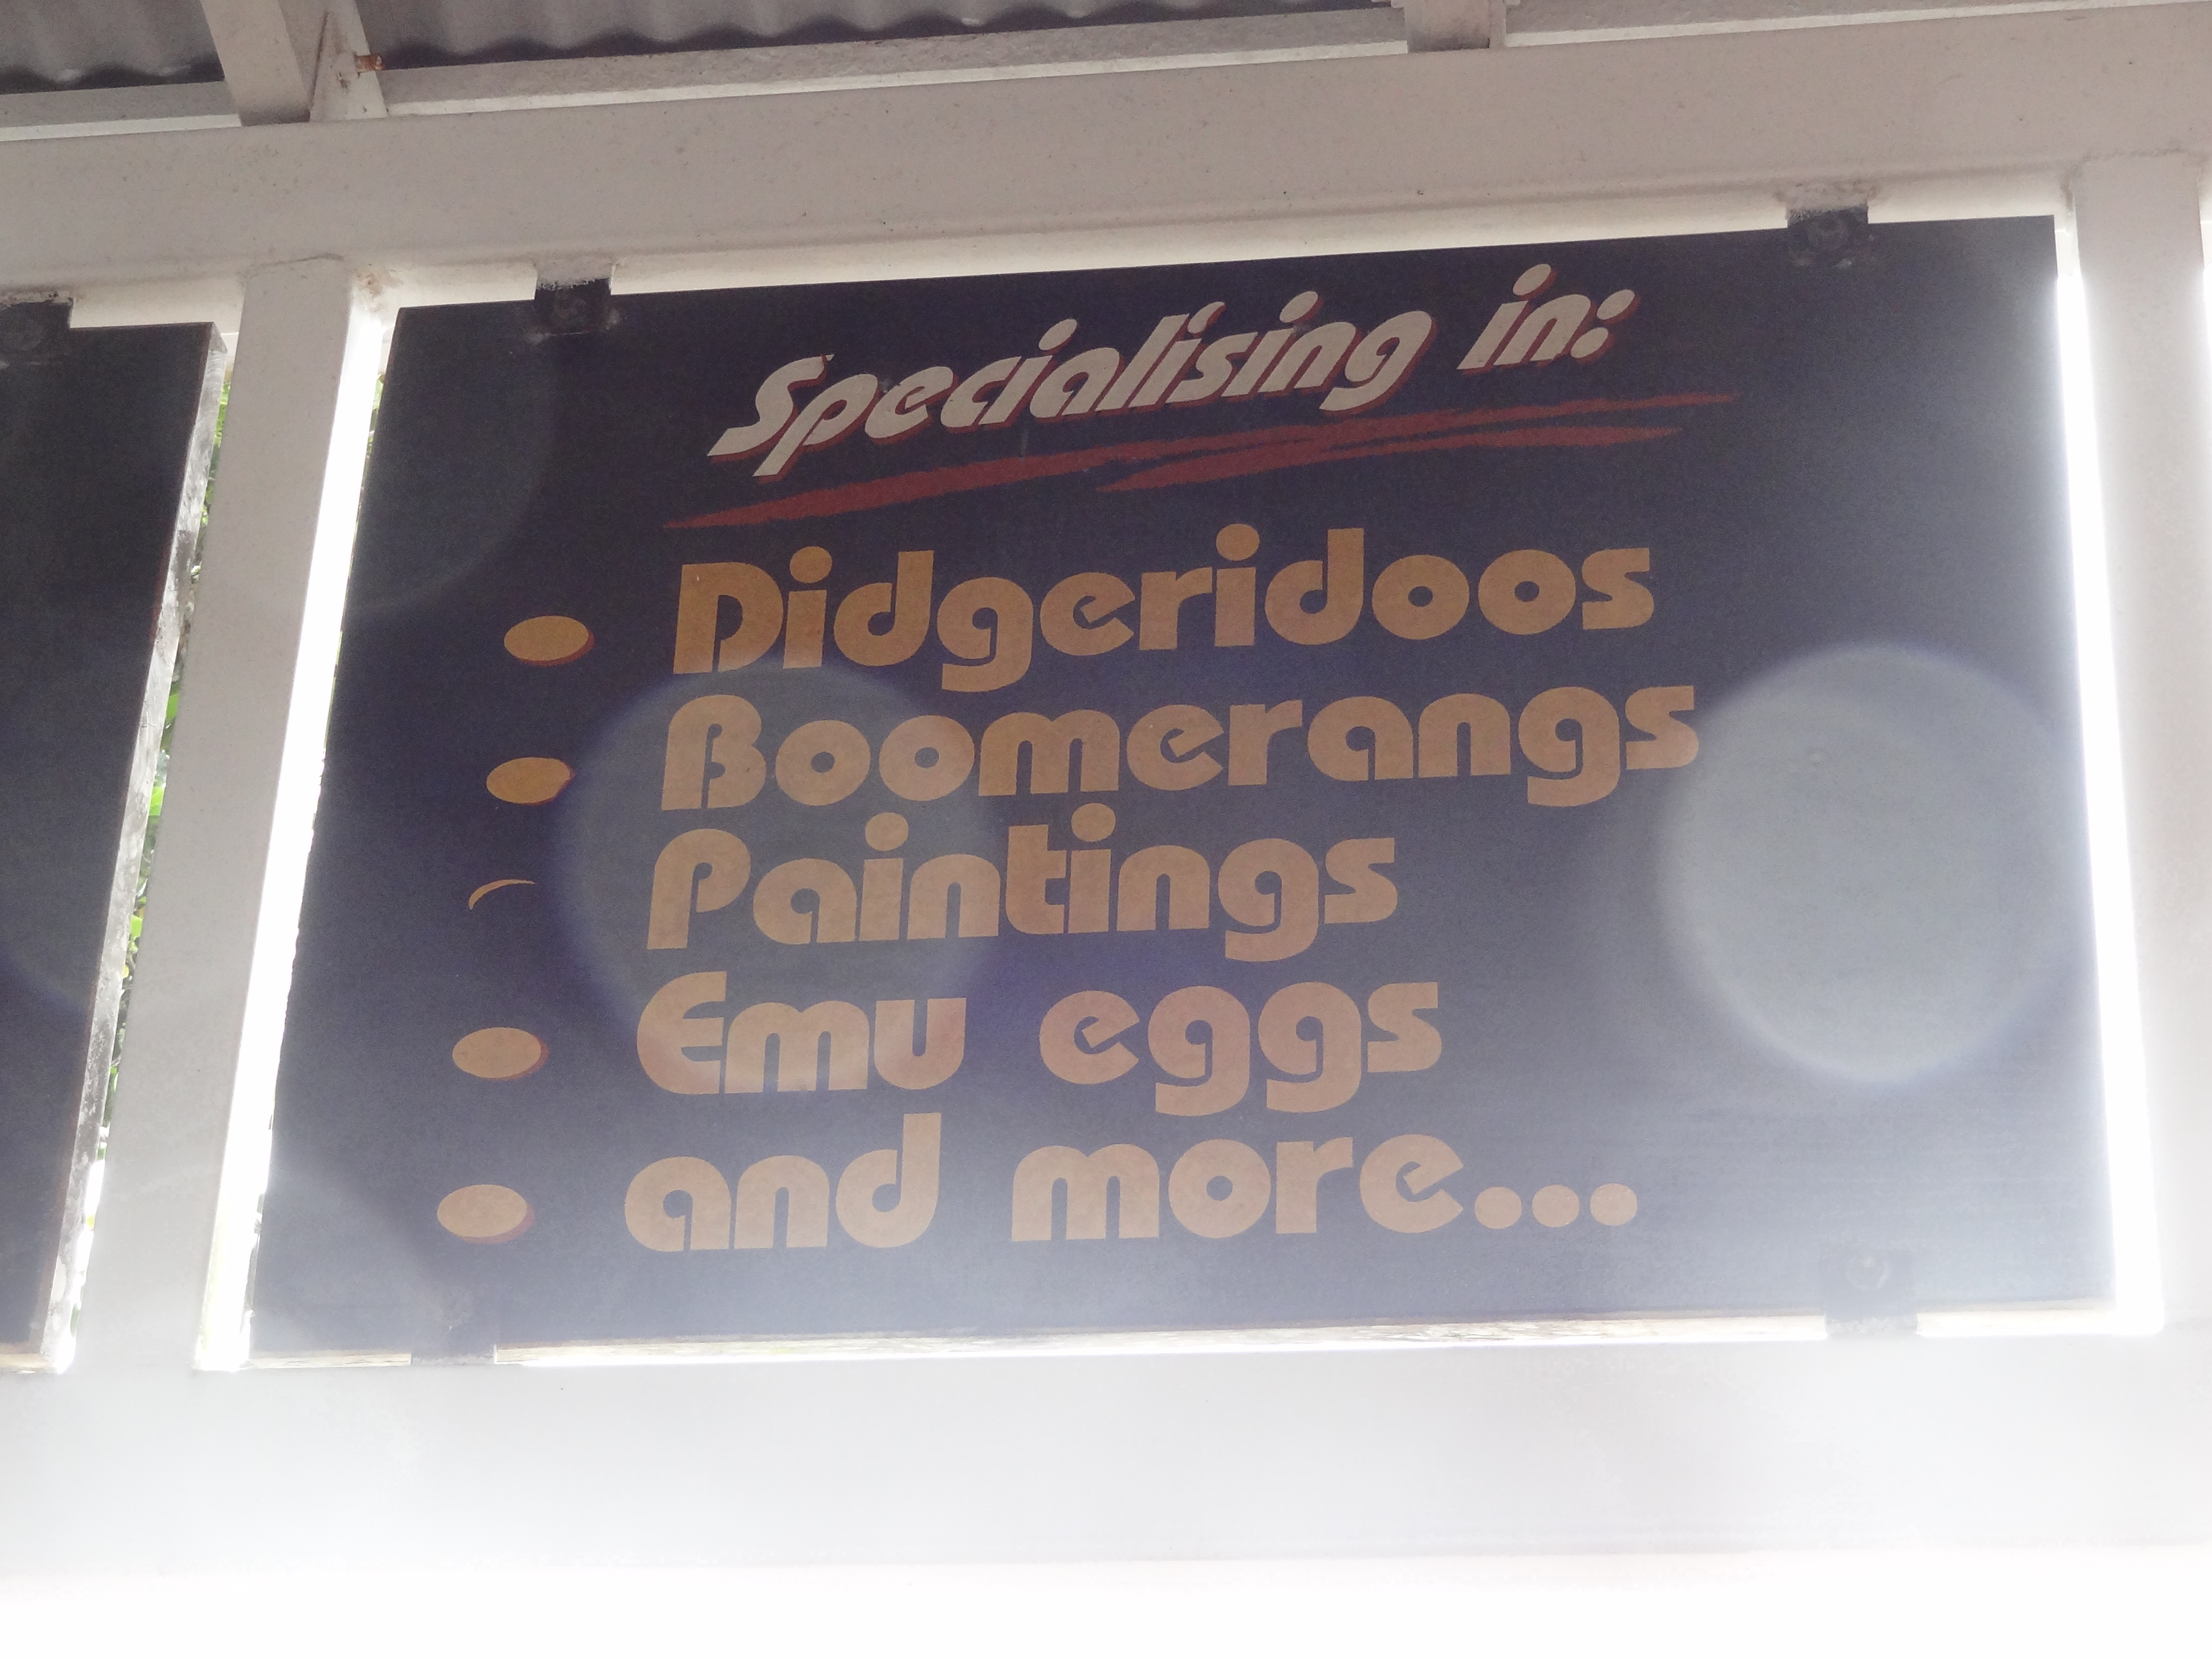 Specialising in:
Didgeridoos
Boomerangs
Paintings
Emu eggs
and more...